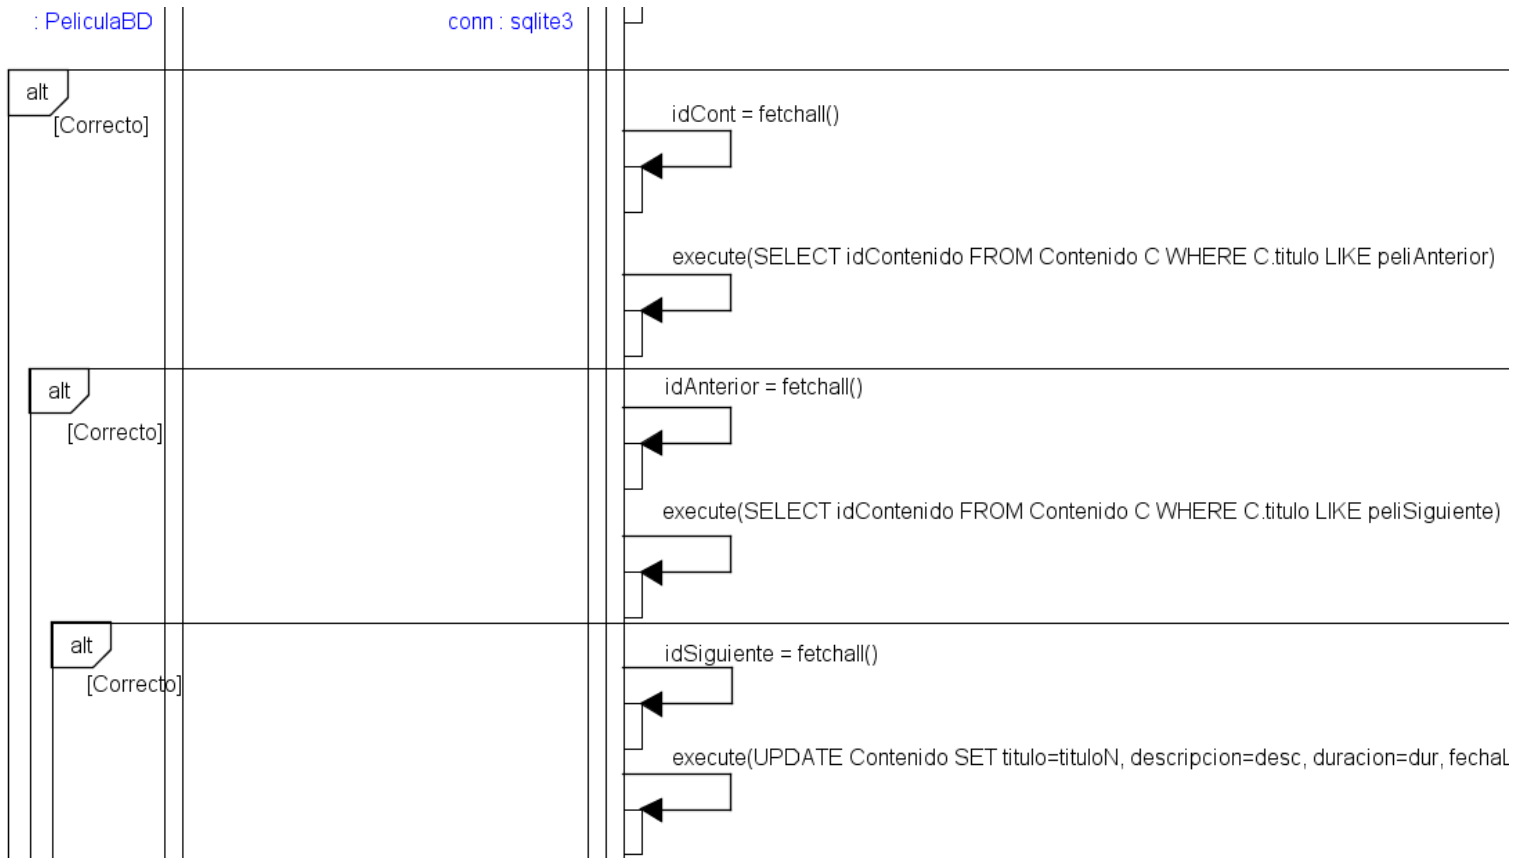 : PeliculaBD
conn : sqlite3
alt
[Correcto]
idCont = fetchall()
execute(SELECT idContenido FROM Contenido C WHERE C.titulo LIKE peliAnterior)
alt
[Correcto]
idAnterior = fetchall()
execute(SELECT idContenido FROM Contenido C WHERE C.titulo LIKE peliSiguiente)
alt
[Correcto]
idSiguiente = fetchall()
execute(UPDATE Contenido SET titulo=tituloN, descripcion=desc, duracion=dur, fechaL